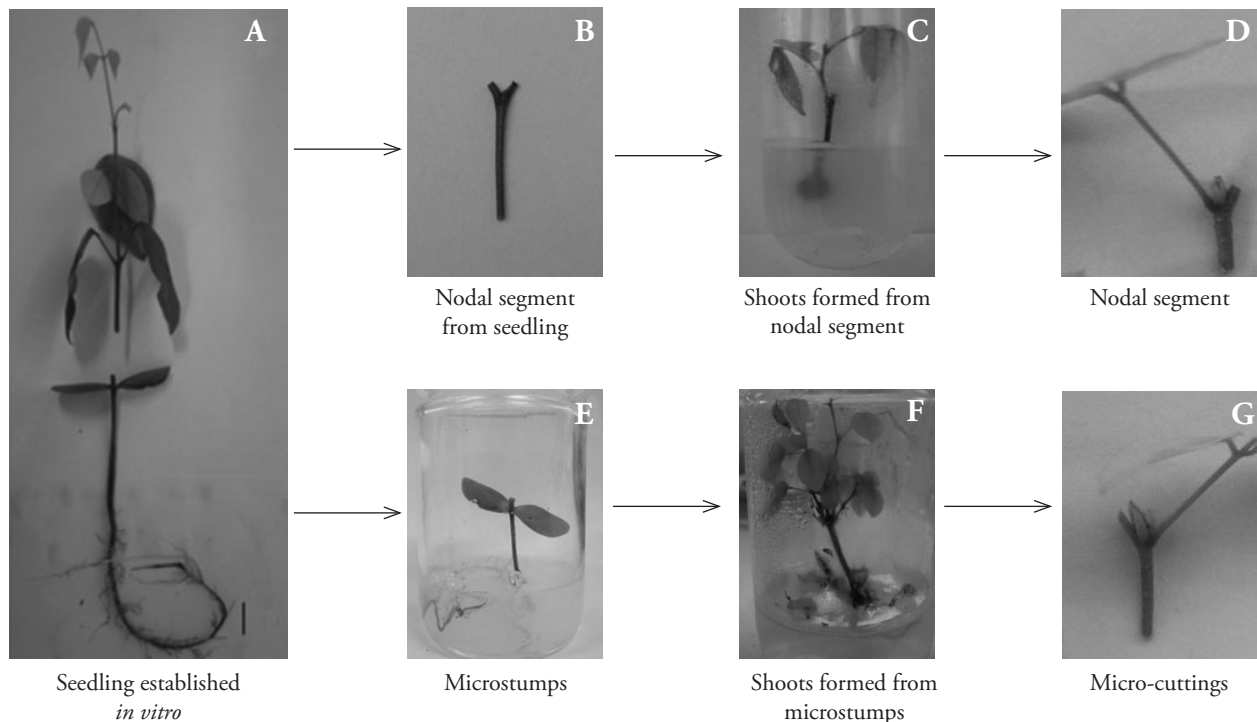 A
B
C
D
Nodal segment
from seedling
Shoots formed from
nodal segment
Nodal segment
E
F
G
Seedling established
in vitro
Microstumps
Shoots formed from
microstumps
Micro-cuttings